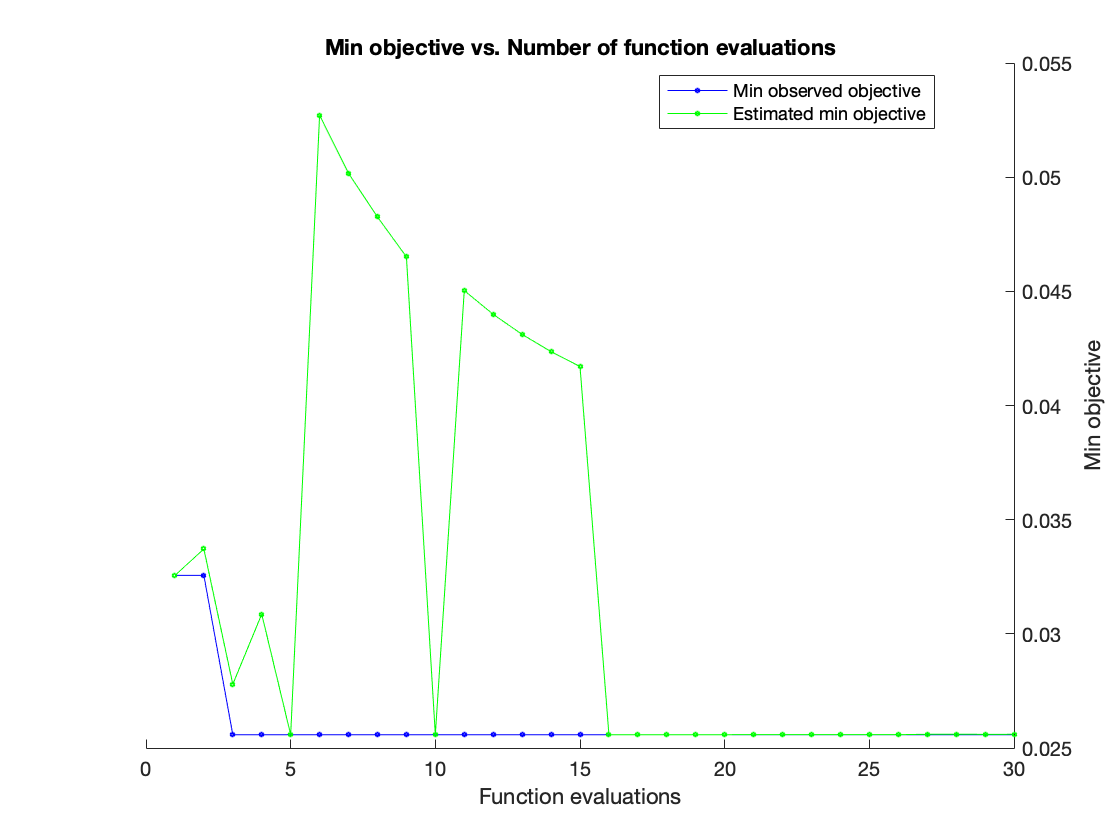 Min objective vs. Number of function evaluations
Min observed objective
Estimated min objective
0.055
0.05
0.045
0.04
0.035
0.03
0.025
Min objective
0 5 10 15 20 25 30
Function evaluations